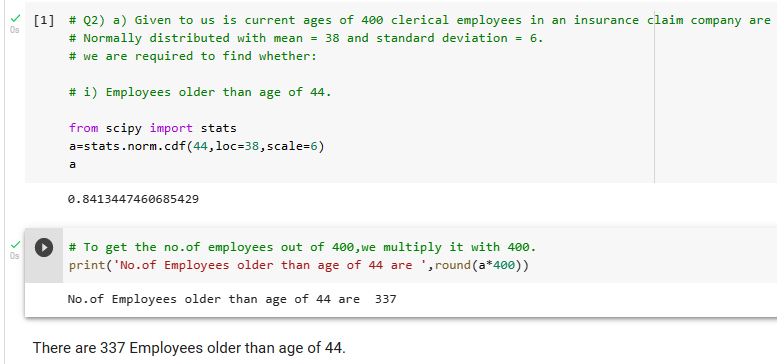 [1] # Q2) a) Given to us is current ages of 400 clerical employees in an insurance claim company are
0s
# Normally distributed with mean = 38 and standard deviation = 6.
# we are required to find whether:
# i) Employees older than age of 44.
from scipy import stats
a=stats.norm.cdf(44,loc=38,scale=6)
a
0.8413447460685429
# To get the no.of employees out of 400,we multiply it with 400.
0s
print('No.of Employees older than age of 44 are ',round(a*400))
No.of Employees older than age of 44 are  337
There are 337 Employees older than age of 44.